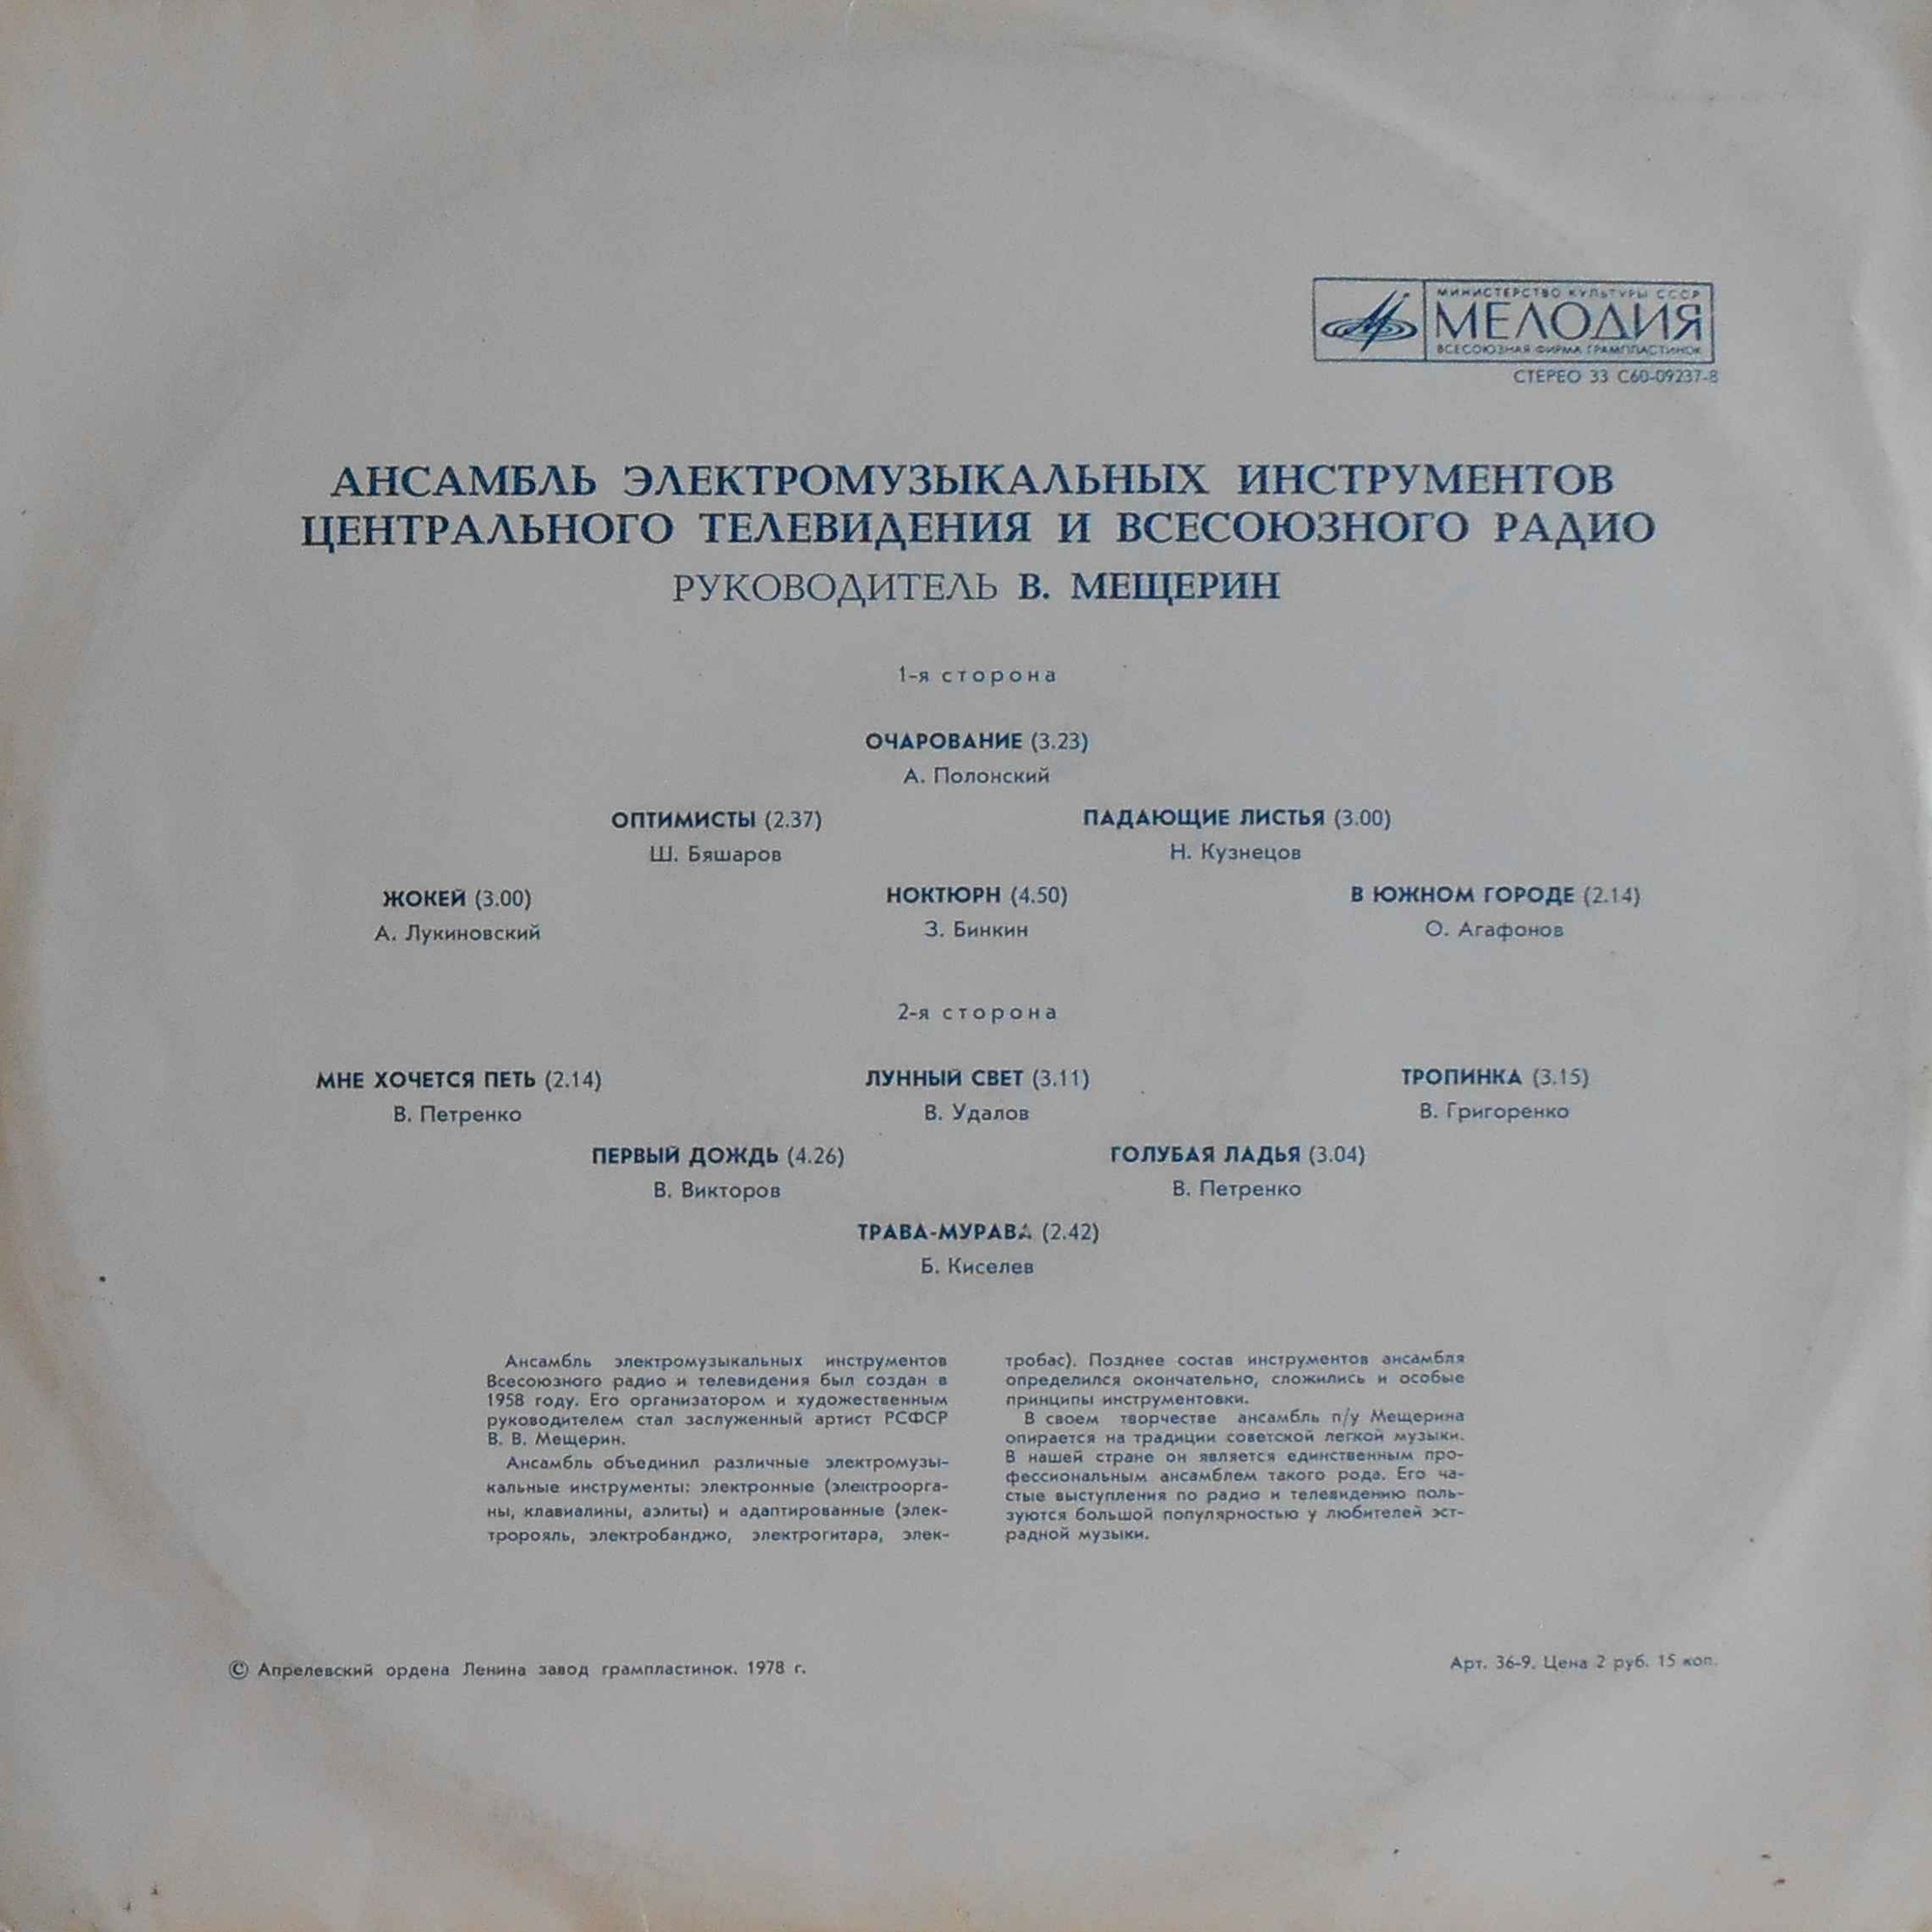 МИНИСТЕРСТВО КУЛЬТУРЫ СССР
МЕЛОДИЯ
ВСЕСОЮЗНАЯ ФИРМА ГРАМПЛАСТИНОК
СТЕРЕО 33 С60-09237-8
АНСАМБЛЬ ЭЛЕКТРОМУЗЫКАЛЬНЫХ ИНСТРУМЕНТОВ
ЦЕНТРАЛЬНОГО ТЕЛЕВИДЕНИЯ И ВСЕСОЮЗНОГО РАДИО
РУКОВОДИТЕЛЬ В. МЕЩЕРИН
1-я сторона
ОЧАРОВАНИЕ (3.23)
А. Полонский
ОПТИМИСТЫ (2.37)
Ш. Бяшаров
ПАДАЮЩИЕ ЛИСТЬЯ (3.00)
Н. Кузнецов
ЖОКЕЙ (3.00)
А. Лукиновский
НОКТЮРН (4.50)
З. Бинкин
В ЮЖНОМ ГОРОДЕ (2.14)
О. Агафонов
2-я сторона
МНЕ ХОЧЕТСЯ ПЕТЬ (2.14)
В. Петренко
ЛУННЫЙ СВЕТ (3.11)
В. Удалов
ТРОПИНКА (3.15)
В. Григоренко
ПЕРВЫЙ ДОЖДЬ (4.26)
В. Викторов
ГОЛУБАЯ ЛАДЬЯ (3.04)
В. Петренко
ТРАВА-МУРАВА (2.42)
Б. Киселев
Ансамбль электромузыкальных инструментов
Всесоюзного радио и телевидения был создан в
1958 году. Его организатором и художественным
руководителем стал заслуженный артист РСФСР
В. В. Мещерин.
Ансамбль объединил различные электромузы-
кальные инструменты: электронные (электроорга-
ны, клавиалины, аэлиты) и адаптированные (элек-
ророяль, электробанджо, электрогитара, элек-
тробас). Позднее состав инструментов ансамбля
определился окончательно, сложились и особые
принципы инструментовки.
В своем творчестве ансамбль п/у Мещерина
опирается на традиции советской легкой музыки.
В нашей стране он является единственным про-
фессиональным ансамблем такого рода. Его ча-
стые выступления по радио и телевидению поль-
зуются большой популярностью у любителей эст-
радной музыки.
© Апрелевский ордена Ленина завод грампластинок. 1978 г.
Арт. 36-9. Цена 2 руб. 15 коп.